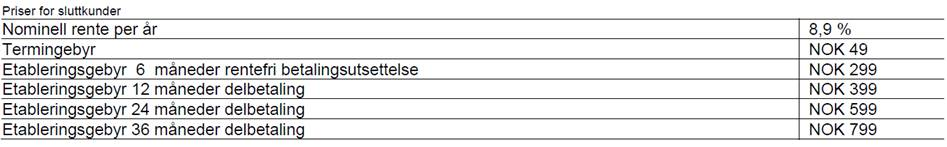 Priser for sluttkunder
Nominell rente per år 8,9 %
Termingebyr NOK 49
Etableringsgebyr 6 måneder rentefri betalingsutsettelse NOK 299
Etableringsgebyr 12 måneder delbetaling NOK 399
Etableringsgebyr 24 måneder delbetaling NOK 599
Etableringsgebyr 36 måneder delbetaling NOK 799